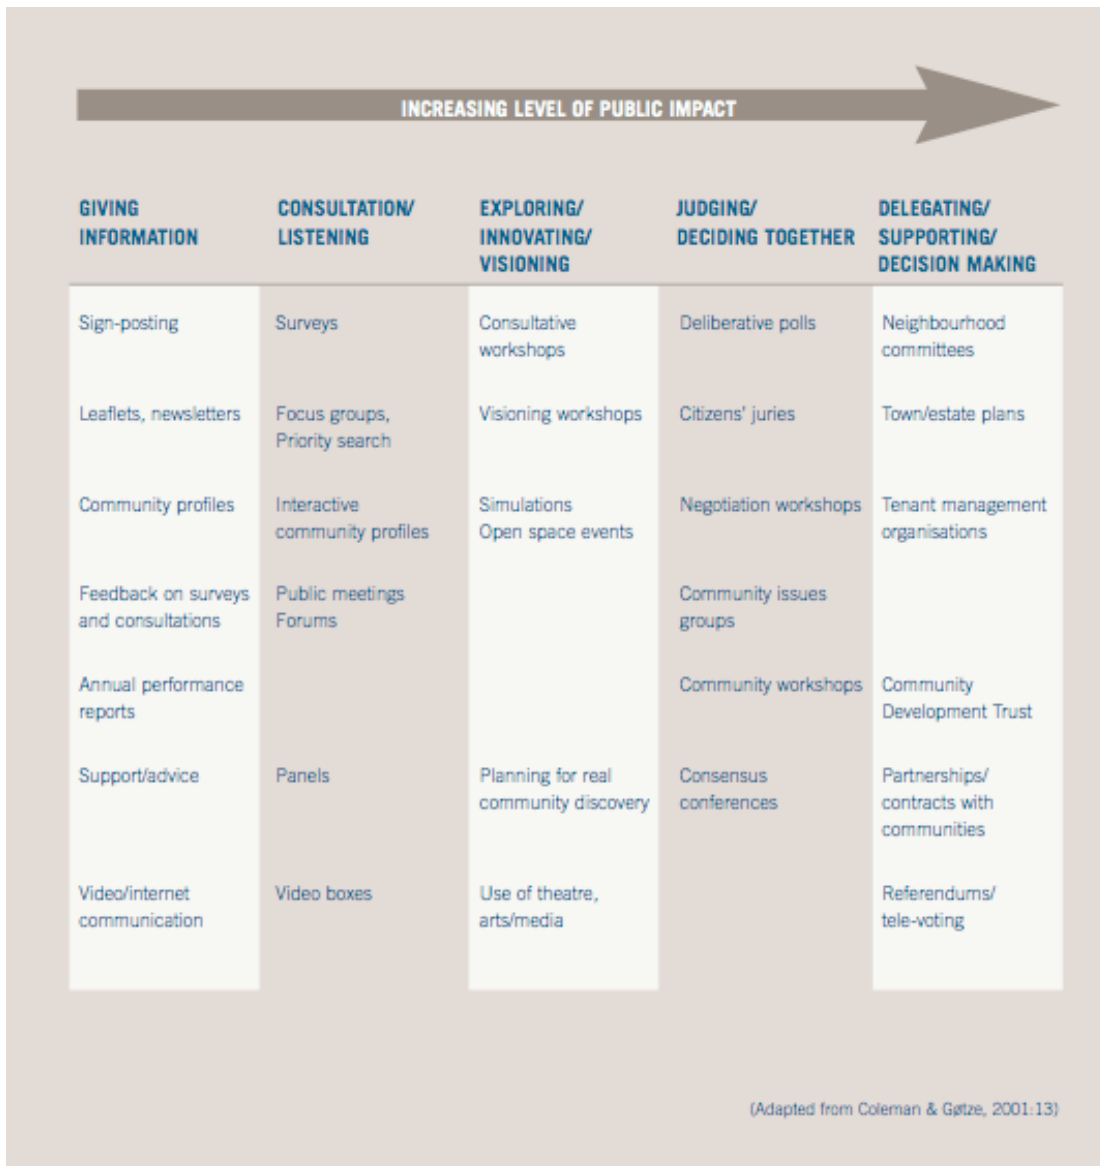 INCREASING LEVEL OF PUBLIC IMPACT
GIVING
INFORMATION
CONSULTATION/
LISTENING
EXPLORING/
INNOVATING/
VISIONING
JUDGING/
DECIDING TOGETHER
DELEGATING/
SUPPORTING/
DECISION MAKING
Sign-posting
Surveys
Consultative
workshops
Deliberative polls
Neighbourhood
committees
Leaflets, newsletters
Focus groups,
Priority search
Visioning workshops
Citizens' juries
Town/estate plans
Community profiles
Interactive
community profiles
Simulations
Open space events
Negotiation workshops
Tenant management
organisations
Feedback on surveys
and consultations
Public meetings
Forums
Community issues
groups
Annual performance
reports
Community workshops
Community
Development Trust
Support/advice
Panels
Planning for real
community discovery
Consensus
conferences
Partnerships/
contracts with
communities
Video/internet
communication
Video boxes
Use of theatre,
arts/media
Referendums/
tele-voting
(Adapted from Coleman & Gøtze, 2001:13)